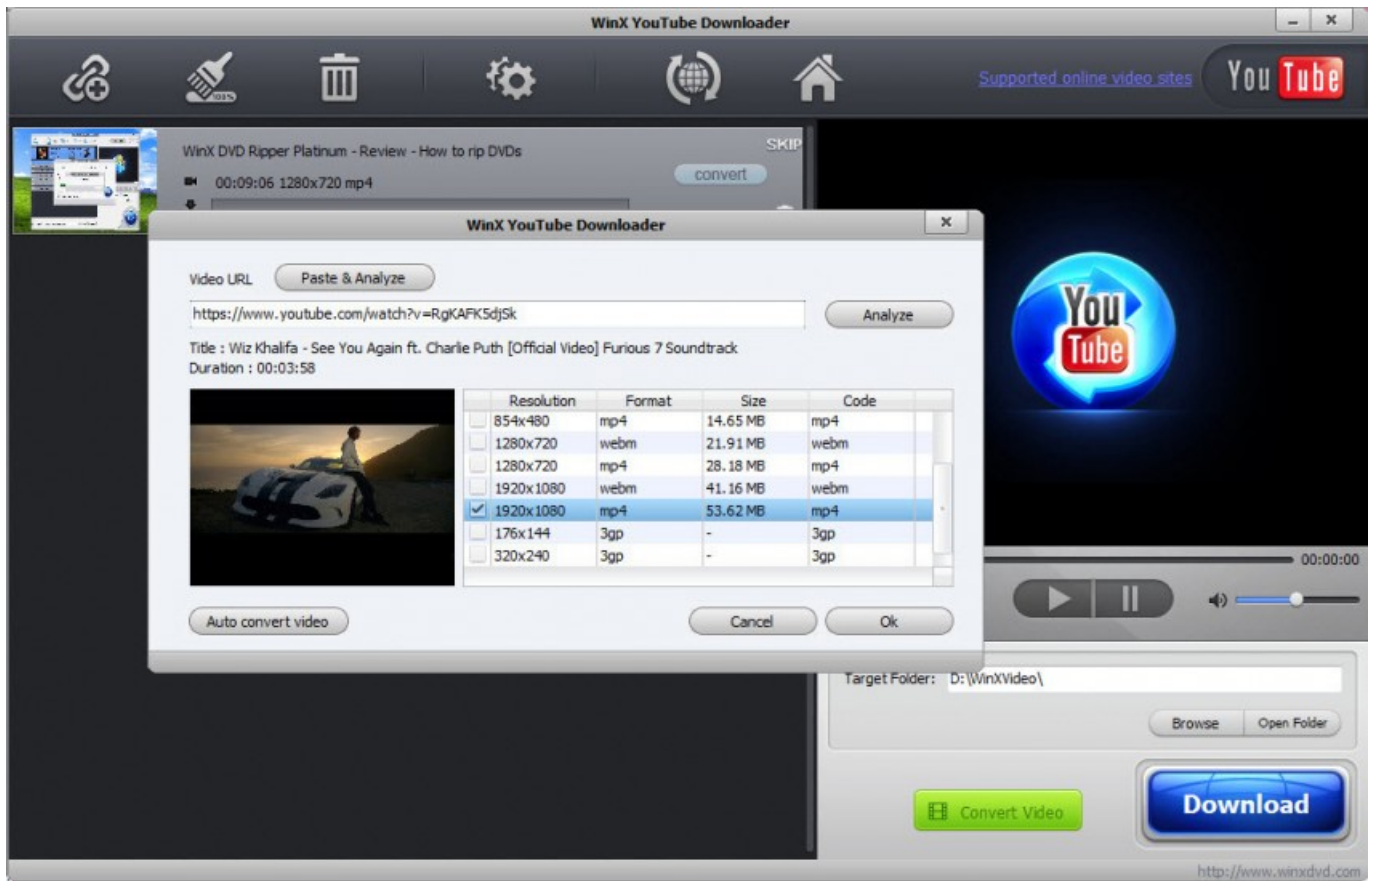 WinX YouTube Downloader
100%
Supported online video sites
You Tube
WinX DVD Ripper Platinum - Review - How to rip DVDs
SKIP
00:09:06 1280x720 mp4
convert
WinX YouTube Downloader
Video URL
Paste & Analyze
https://www.youtube.com/watch?v=RgKAFK5djSk
Analyze
Title : Wiz Khalifa - See You Again ft. Charlie Puth [Official Video] Furious 7 Soundtrack
Duration : 00:03:58
Resolution Format Size Code
854x480 mp4 14.65 MB mp4
1280x720 webm 21.91 MB webm
1280x720 mp4 28.18 MB mp4
1920x1080 webm 41.16 MB webm
1920x1080 mp4 53.62 MB mp4
176x144 3gp - 3gp
320x240 3gp - 3gp
Auto convert video
Cancel
Ok
You
Tube
00:00:00
Target Folder: D:\WinXVideo\
Browse
Open Folder
Convert Video
Download
http://www.winxdvd.com